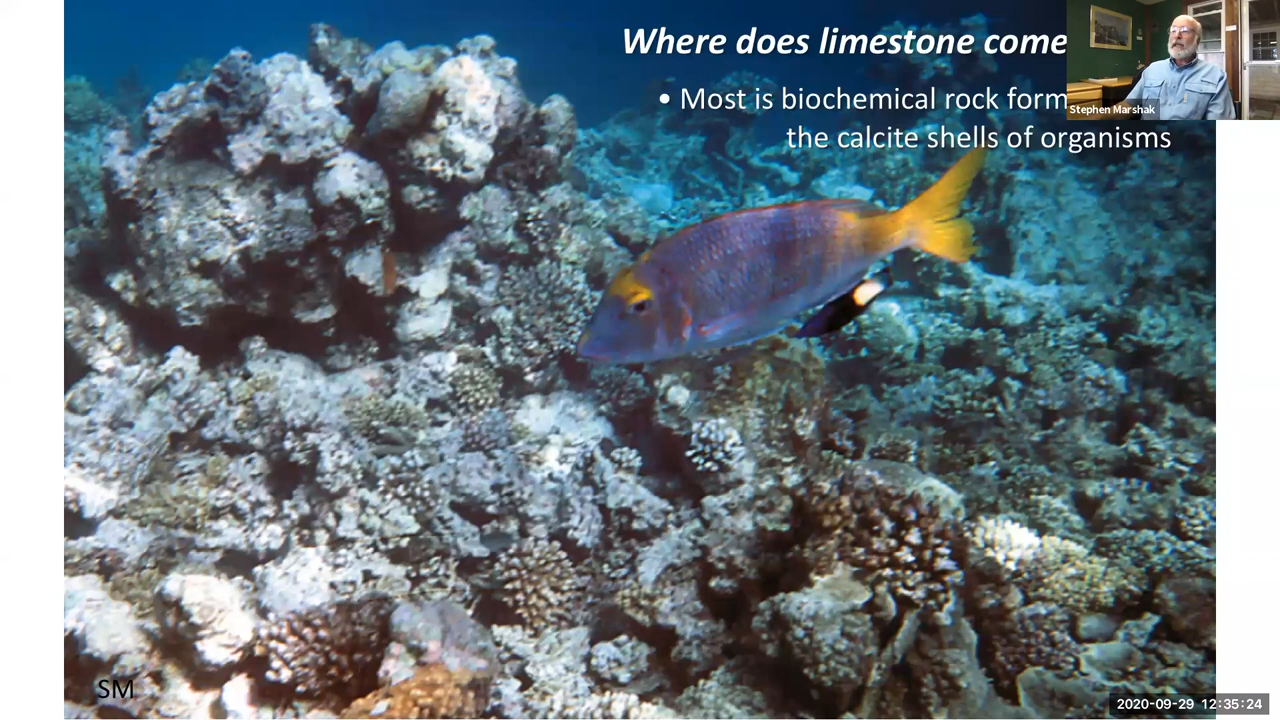 Where does limestone come
• Most is biochemical rock form
the calcite shells of organisms
Stephen Marshak
SM
2020-09-29 12:35:24